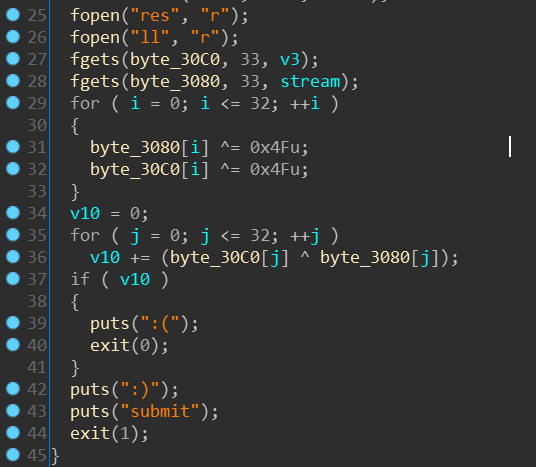 25 fopen("res", "r");
26 fopen("ll", "r");
27 fgets(byte_30C0, 33, v3);
28 fgets(byte_3080, 33, stream);
29 for ( i = 0; i <= 32; ++i )
30 {
31 byte_3080[i] ^= 0x4Fu;
32 byte_30C0[i] ^= 0x4Fu;
33 }
34 v10 = 0;
35 for ( j = 0; j <= 32; ++j )
36 v10 += (byte_30C0[j] ^ byte_3080[j]);
37 if ( v10 )
38 {
39 puts(":(");
40 exit(0);
41 }
42 puts(":)");
43 puts("submit");
44 exit(1);
45 }